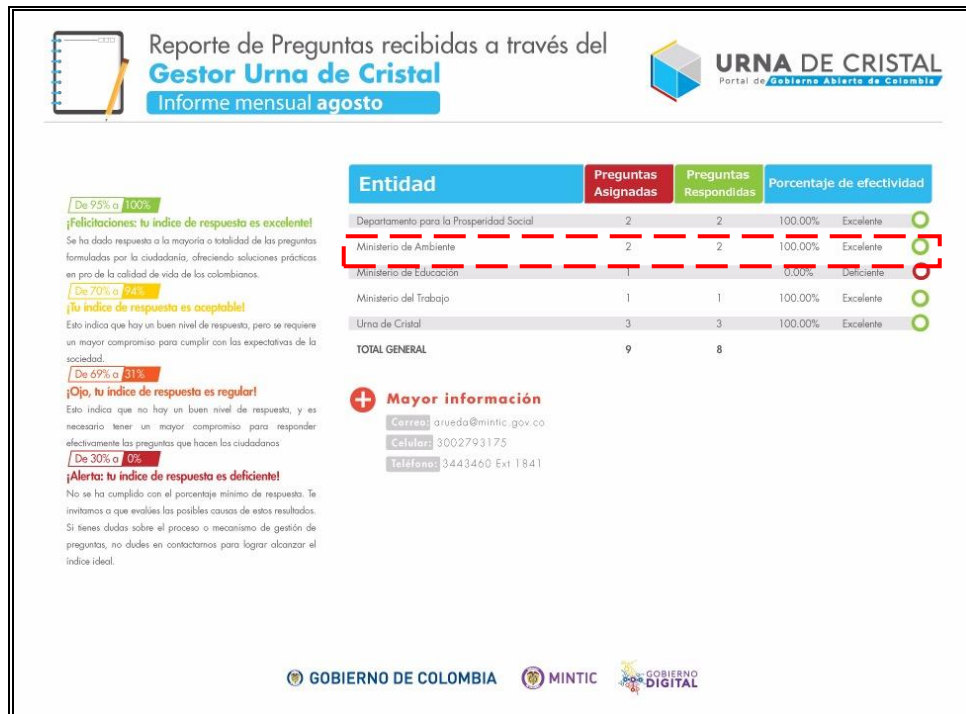 Reporte de Preguntas recibidas a través del
Gestor Urna de Cristal
Informe mensual agosto
URNA DE CRISTAL
Portal de Gobierno Abierto de Colombia
De 95% a 100%
¡Felicitaciones: tu índice de respuesta es excelente!
Se ha dado respuesta a la mayoría o totalidad de las preguntas
formuladas por la ciudadanía, ofreciendo soluciones prácticas
en pro de la calidad de vida de los colombianos.
De 70% a 94%
¡Tu índice de respuesta es aceptable!
Esto indica que hay un buen nivel de respuesta, pero se requiere
un mayor compromiso para cumplir con las expectativas de la
sociedad.
De 69% a 31%
¡Ojo, tu índice de respuesta es regular!
Esto indica que no hay un buen nivel de respuesta, y es
necesario tener un mayor compromiso para responder
efectivamente las preguntas que hacen los ciudadanos
De 30% a 0%
¡Alerta: tu índice de respuesta es deficiente!
No se ha cumplido con el porcentaje mínimo de respuesta. Te
invitamos a que evalúes las posibles causas de estos resultados.
Si tienes dudas sobre el proceso o mecanismo de gestión de
preguntas, no dudes en contactarnos para lograr alcanzar el
índice ideal.
Entidad Preguntas Asignadas Preguntas Respondidas Porcentaje de efectividad
Departamento para la Prosperidad Social 2 2 100.00% Excelente
Ministerio de Ambiente 2 2 100.00% Excelente
Ministerio de Educación 1 0.00% Deficiente
Ministerio del Trabajo 1 1 100.00% Excelente
Urna de Cristal 3 3 100.00% Excelente
TOTAL GENERAL 9 8
Mayor información
Correo: arueda@mintic.gov.co
Celular: 3002793175
Teléfono: 3443460 Ext 1841
GOBIERNO DE COLOMBIA
MINTIC
GOBIERNO
DIGITAL